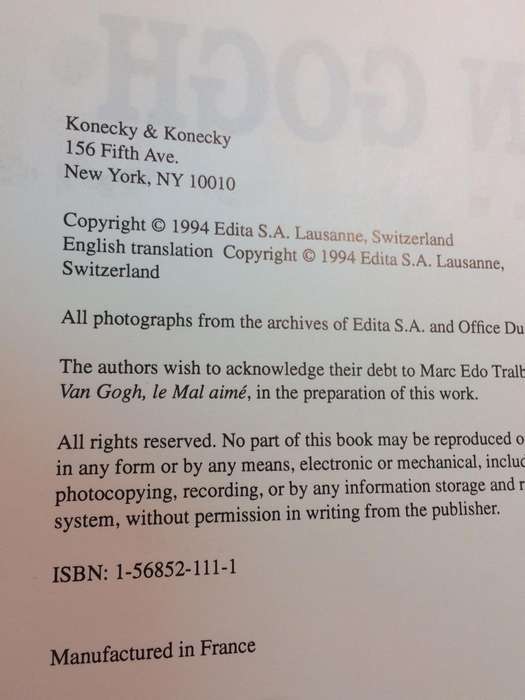 Konecky & Konecky
156 Fifth Ave.
New York, NY 10010
Copyright © 1994 Edita S.A. Lausanne, Switzerland
English translation Copyright © 1994 Edita S.A. Lausanne,
Switzerland
All photographs from the archives of Edita S.A. and Office Du
The authors wish to acknowledge their debt to Marc Edo Tralb
Van Gogh, le Mal aimé, in the preparation of this work.
All rights reserved. No part of this book may be reproduced o
in any form or by any means, electronic or mechanical, includ
photocopying, recording, or by any information storage and r
system, without permission in writing from the publisher.
ISBN: 1-56852-111-1
Manufactured in France